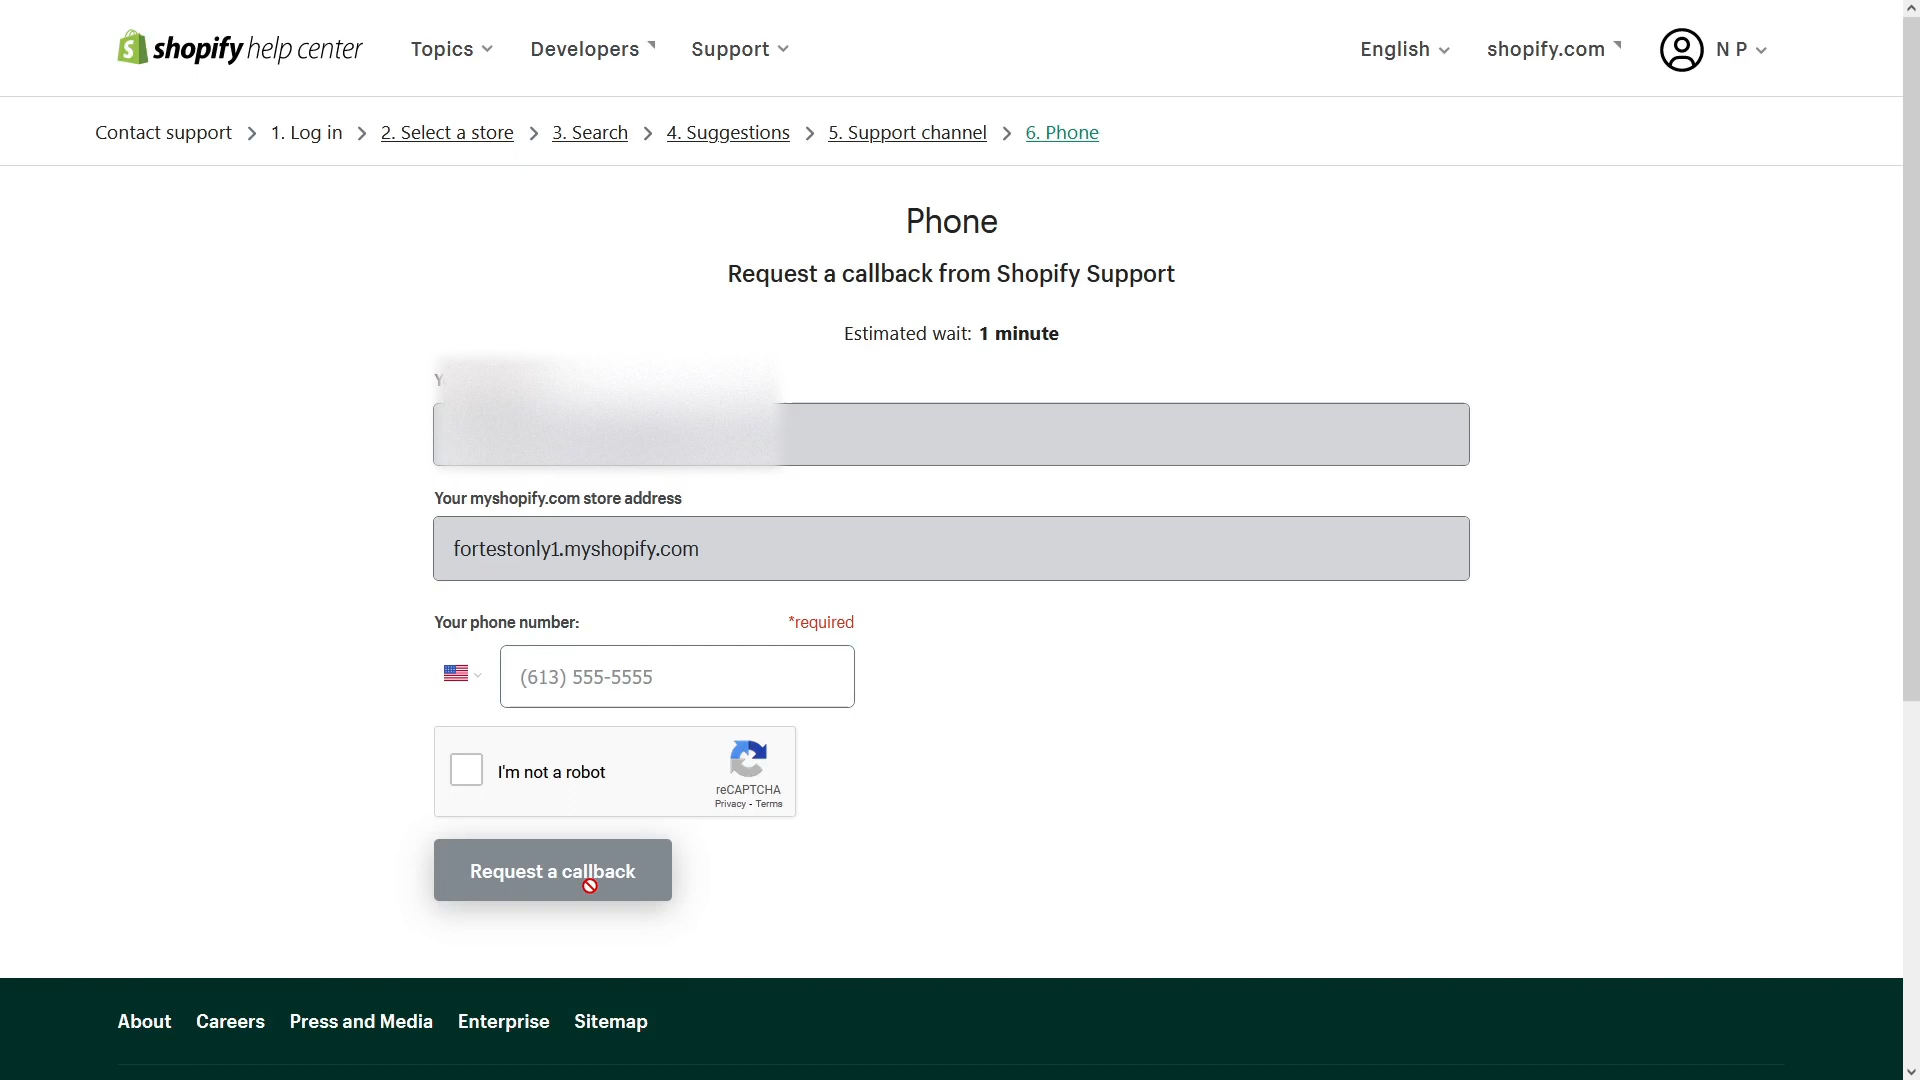 shopify help center Topics Developers Support English shopify.com N P
Contact support 1. Log in 2. Select a store 3. Search 4. Suggestions 5. Support channel 6. Phone
Phone
Request a callback from Shopify Support
Estimated wait: 1 minute
Your myshopify.com store address
fortestonly1.myshopify.com
Your phone number: *required
(613) 555-5555
I'm not a robot
reCAPTCHA
Privacy - Terms
Request a callback
About Careers Press and Media Enterprise Sitemap